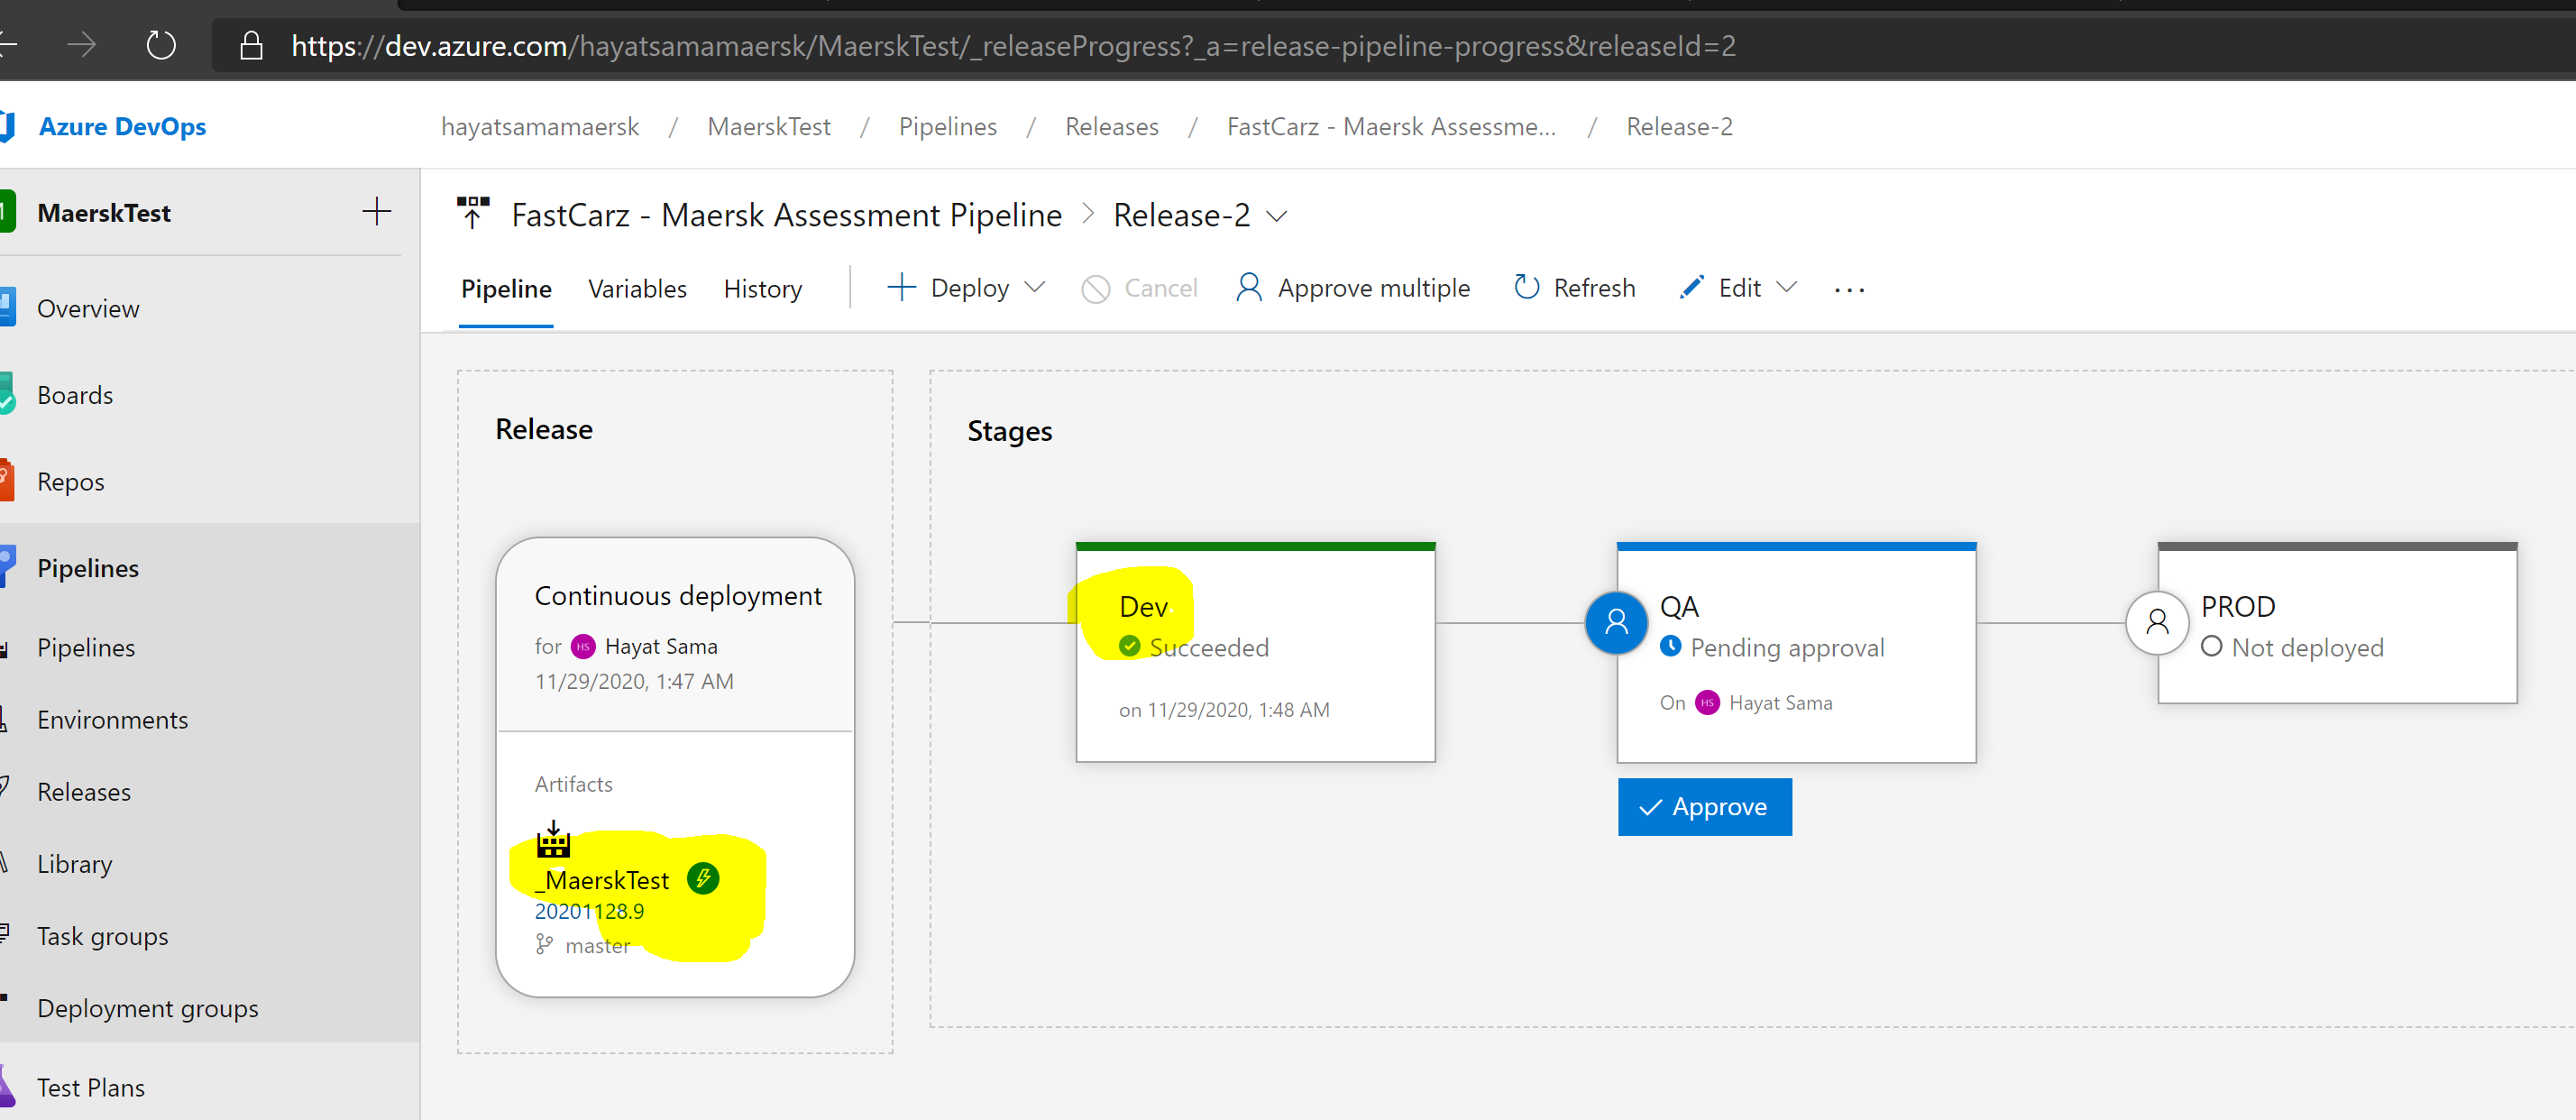 https://dev.azure.com/hayatsamamaersk/MaerskTest/_releaseProgress?_a=release-pipeline-progress&releaseId=2
Azure DevOps
hayatsamamaersk / MaerskTest / Pipelines / Releases / FastCarz - Maersk Assessme... / Release-2
MaerskTest
Overview
Boards
Repos
Pipelines
Pipelines
Environments
Releases
Library
Task groups
Deployment groups
Test Plans
FastCarz - Maersk Assessment Pipeline > Release-2
Pipeline Variables History Deploy Cancel Approve multiple Refresh Edit ...
Release
Continuous deployment
for HS Hayat Sama
11/29/2020, 1:47 AM
Artifacts
_MaerskTest
20201128.9
master
Stages
Dev
Succeeded
on 11/29/2020, 1:48 AM
QA
Pending approval
On HS Hayat Sama
Approve
PROD
Not deployed